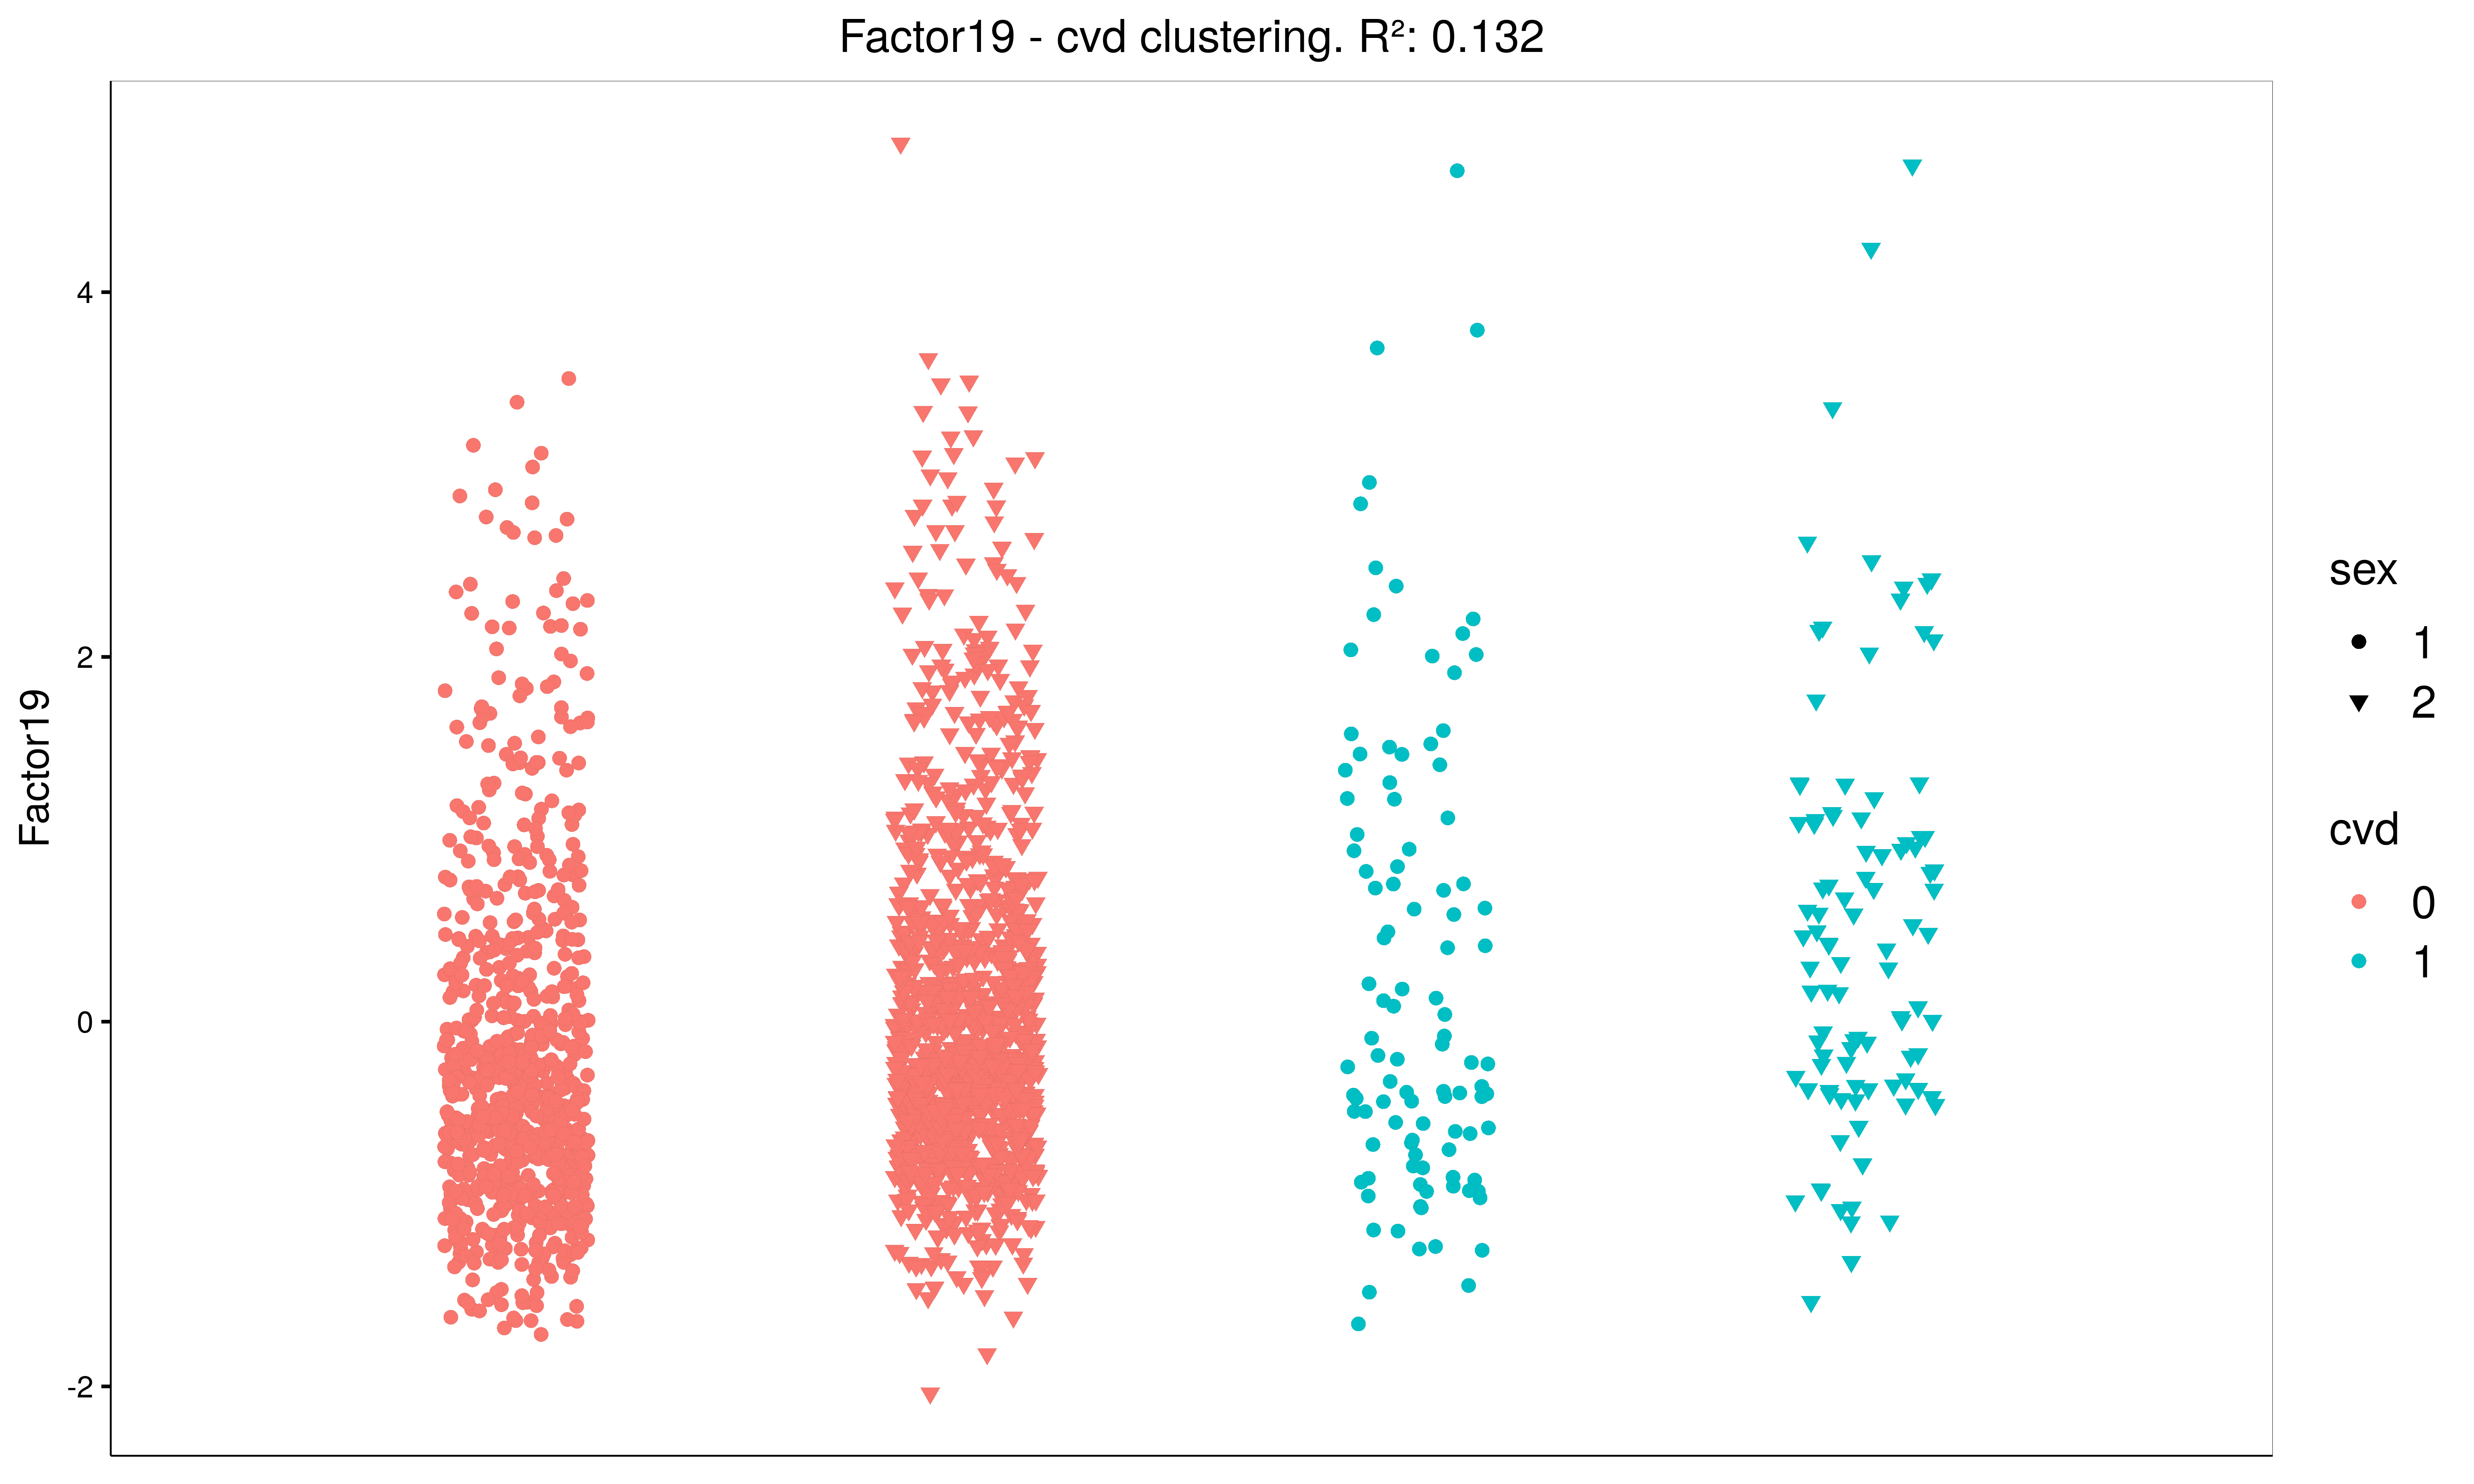 Factor19 - cvd clustering. R²: 0.132
4
2
0
-2
Factor19
sex
1
2
cvd
0
1